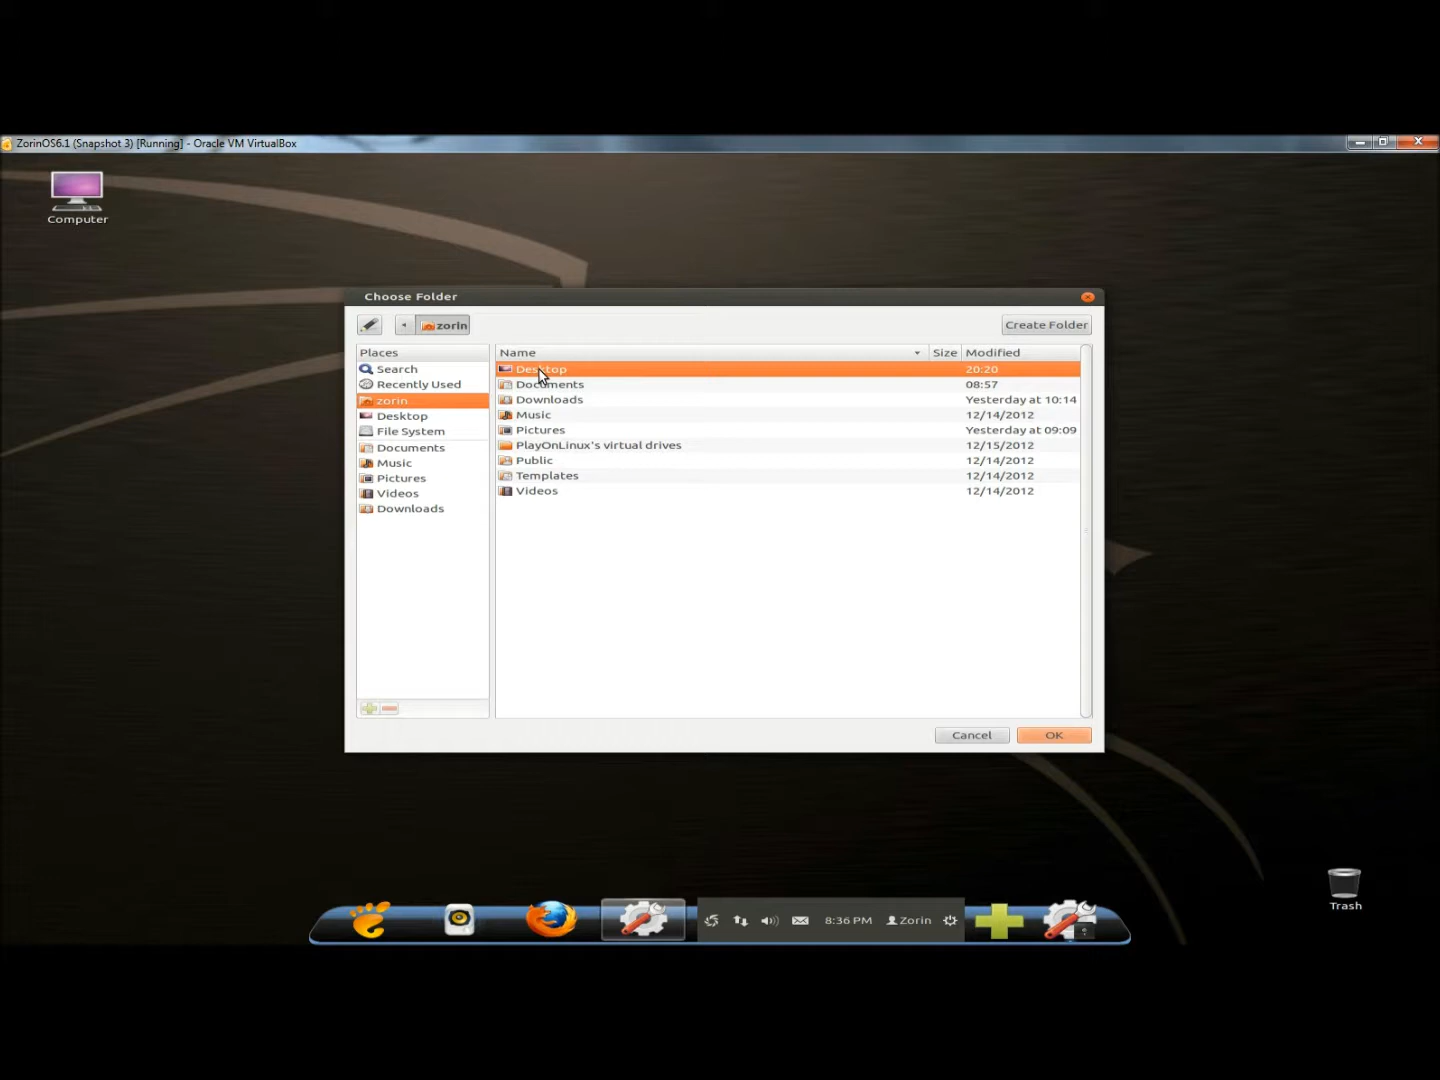 ZorinOS6.1 (Snapshot 3) [Running] - Oracle VM VirtualBox
Computer
Choose Folder
zorin
Create Folder
Places
Name Size Modified
Search
Recently Used
zorin
Desktop
File System
Documents
Music
Pictures
Videos
Downloads
Desktop 20:20
Documents 08:57
Downloads Yesterday at 10:14
Music 12/14/2012
Pictures Yesterday at 09:09
PlayOnLinux's virtual drives 12/15/2012
Public 12/14/2012
Templates 12/14/2012
Videos 12/14/2012
Cancel OK
Trash
8:36 PM Zorin